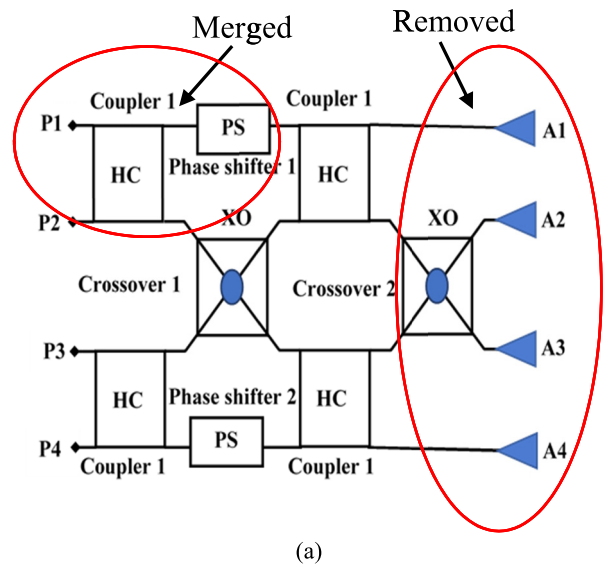 Merged
Removed
Coupler 1
Coupler 1
P1
PS
A1
HC
Phase shifter 1
HC
P2
XO
XO
A2
Crossover 1
Crossover 2
P3
A3
HC
Phase shifter 2
HC
P4
PS
A4
Coupler 1
Coupler 1
(a)